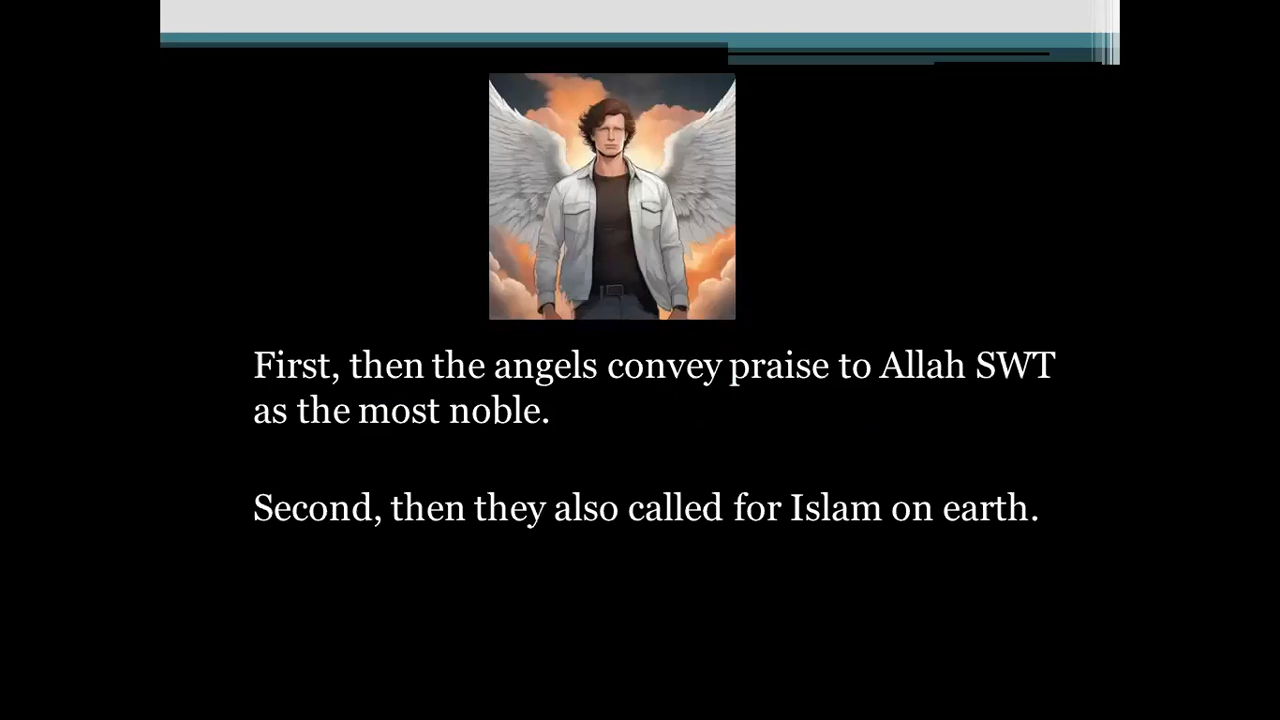 First, then the angels convey praise to Allah SWT
as the most noble.
Second, then they also called for Islam on earth.